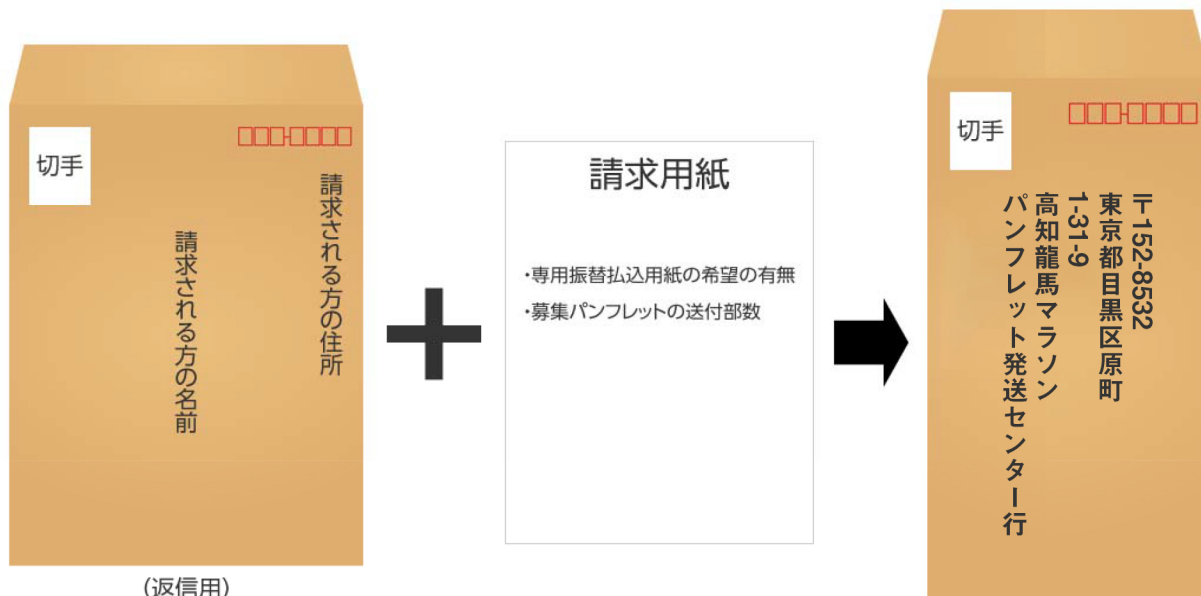 切手
請求される方の住所
請求される方の名前
(返信用)
請求用紙
・専用振替払込用紙の希望の有無
・募集パンフレットの送付部数
切手
〒152-8532
東京都目黒区原町
1-31-9
高知龍馬マラソン
パンフレット発送センター行